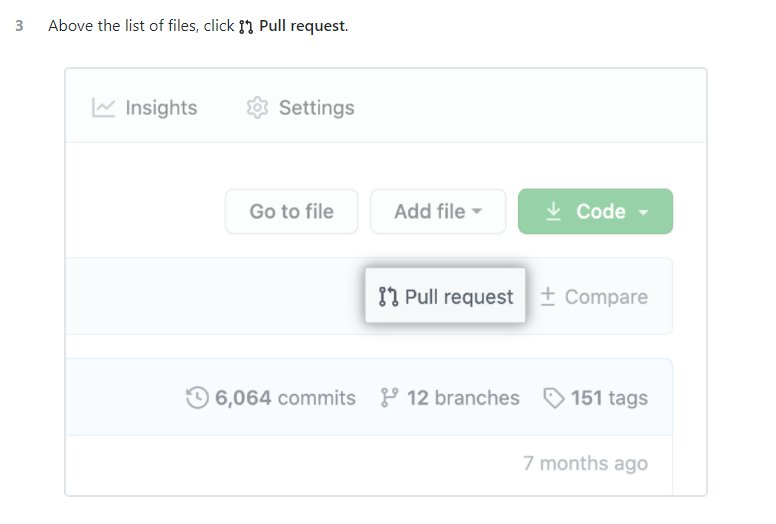 3 Above the list of files, click Pull request.
Insights Settings
Go to file Add file Code
Pull request Compare
6,064 commits 12 branches 151 tags
7 months ago